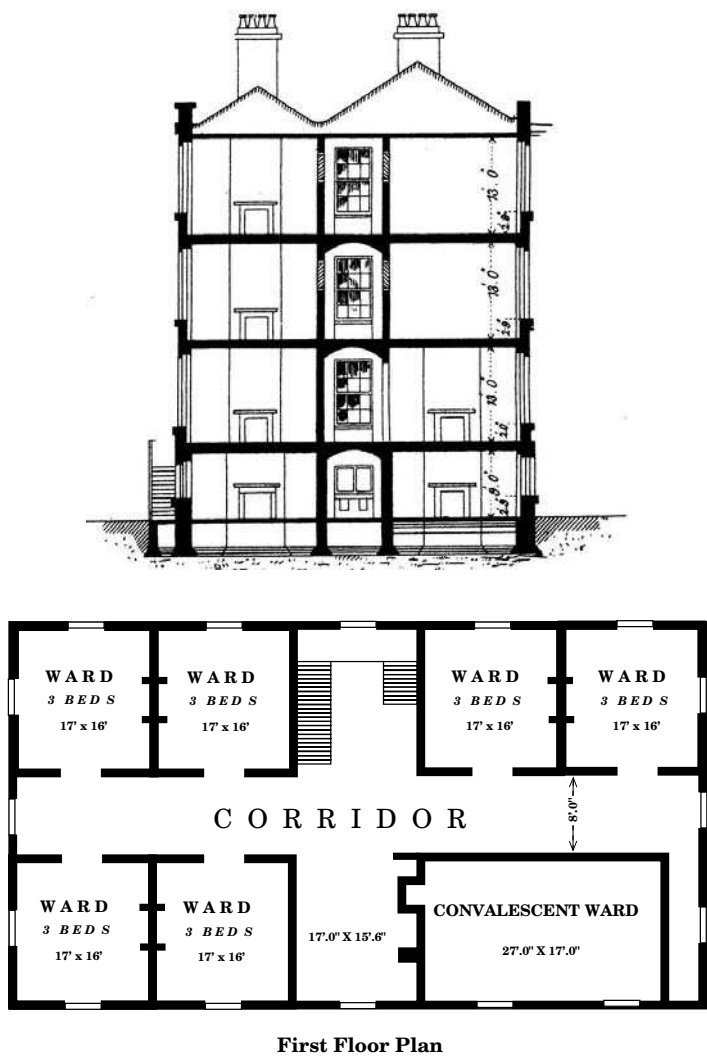 13.0"
2.9"
13.0"
2.9"
13.0
2.0
9.0"
2.9
WARD
3 BEDS
17' x 16'
WARD
3 BEDS
17' x 16'
WARD
3 BEDS
17' x 16'
WARD
3 BEDS
17' x 16'
CORRIDOR
8'.0"
WARD
3 BEDS
17' x 16'
WARD
3 BEDS
17' x 16'
17'.0" X 15'.6"
CONVALESCENT WARD
27'.0" X 17'.0"
First Floor Plan